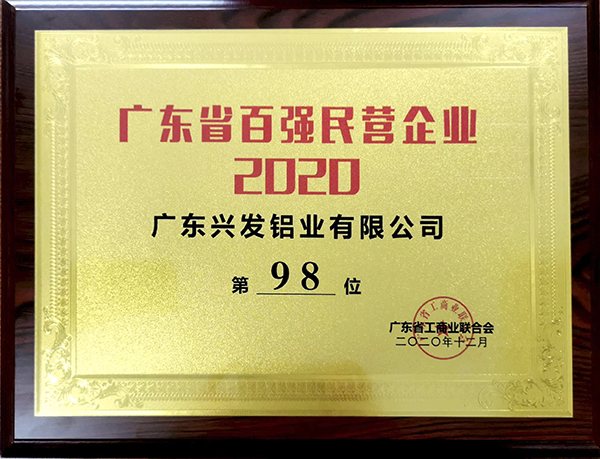 广东省百强民营企业
2020
广东兴发铝业有限公司
第 98 位
广东省工商业联合会
二〇二〇年十二月